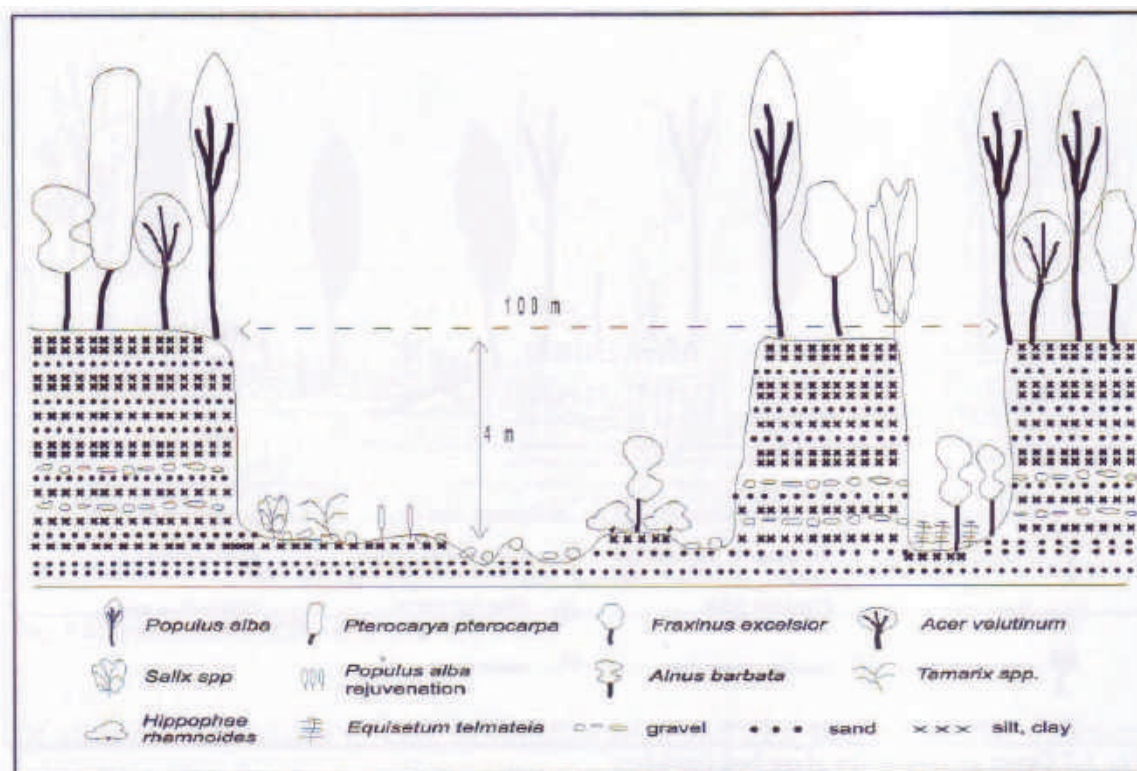 100 m
4 m
Populus alba
Pterocarya pterocarpa
Fraxinus excelsior
Acer velutinum
Salix spp
Populus alba
rejuvenation
Alnus barbata
Tamarix spp.
Hippophae
rhamnoides
Equisetum telmateia
gravel
sand
silt, clay